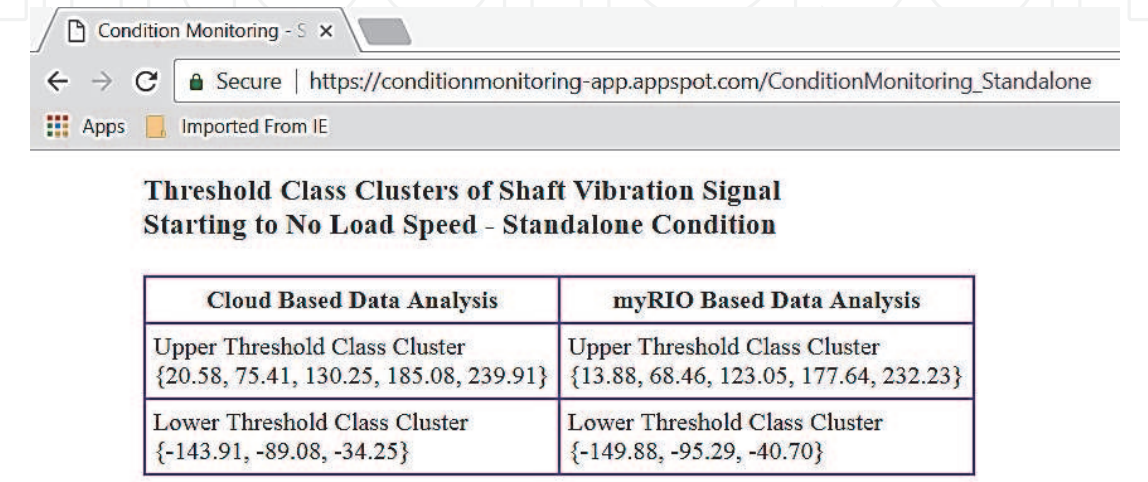 Condition Monitoring - S
Secure | https://conditionmonitoring-app.appspot.com/ConditionMonitoring_Standalone
Apps Imported From IE
Threshold Class Clusters of Shaft Vibration Signal
Starting to No Load Speed - Standalone Condition
Cloud Based Data Analysis myRIO Based Data Analysis
Upper Threshold Class Cluster Upper Threshold Class Cluster
{20.58, 75.41, 130.25, 185.08, 239.91} {13.88, 68.46, 123.05, 177.64, 232.23}
Lower Threshold Class Cluster Lower Threshold Class Cluster
{-143.91, -89.08, -34.25} {-149.88, -95.29, -40.70}